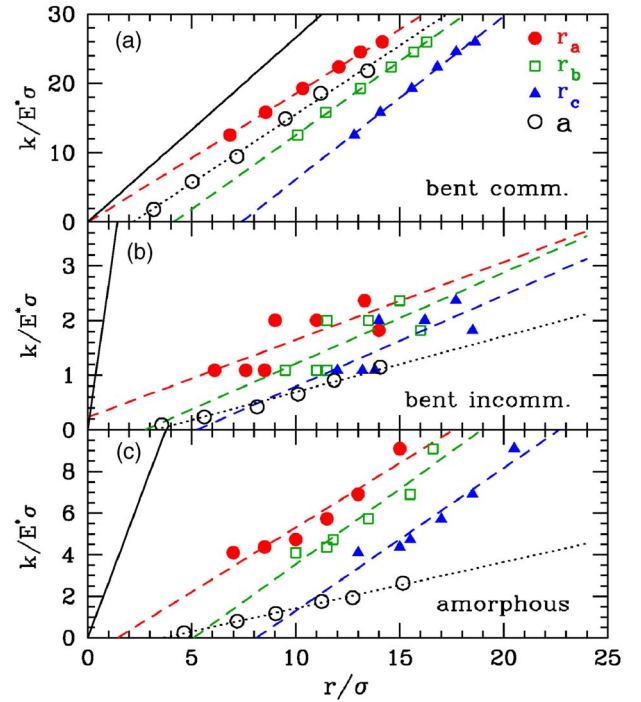 (a)
30
20
10
0
k/E*σ
r_a
r_b
r_c
a
bent comm.
(b)
3
2
1
0
k/E*σ
bent incomm.
(c)
8
6
4
2
0
k/E*σ
amorphous
0 5 10 15 20 25
r/σ